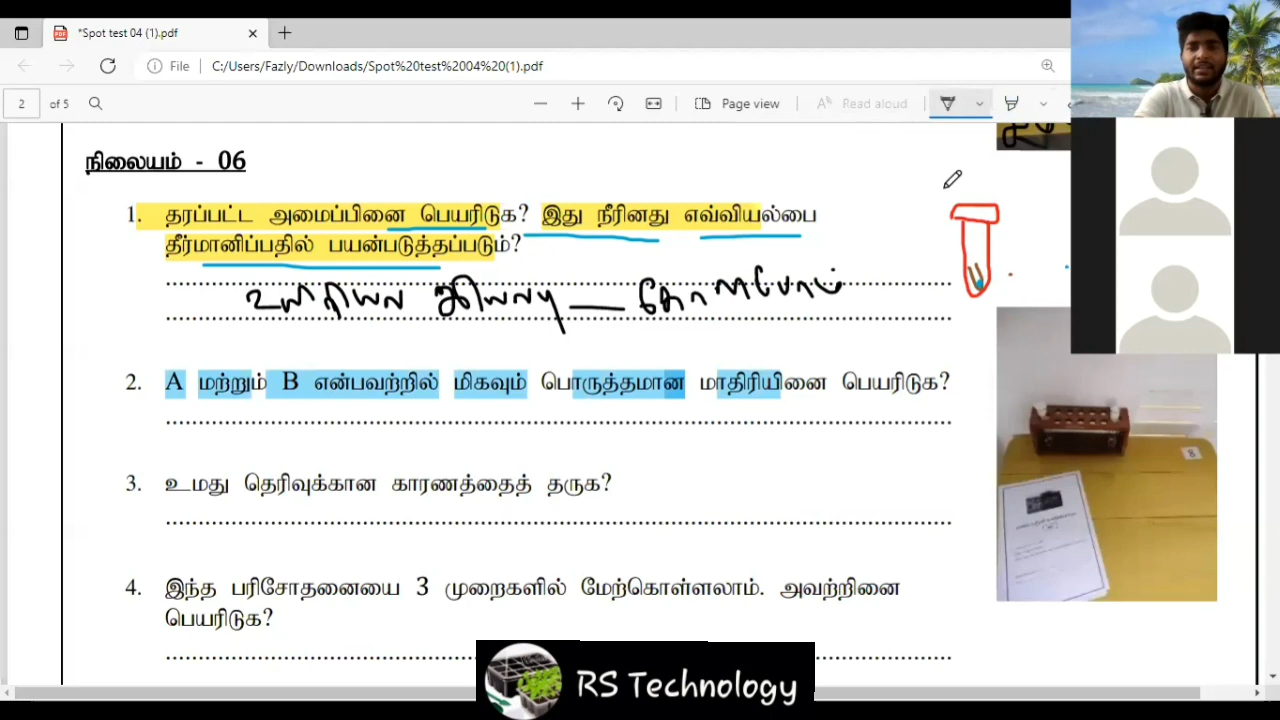 *Spot test 04 (1).pdf
File
C:/Users/Fazly/Downloads/Spot%20test%2004%20(1).pdf
2 of 5
Page view
Read aloud
நிலையம் - 06
1. தரப்பட்ட அமைப்பினை பெயரிடுக? இது நீரினது எவ்வியல்பை
தீர்மானிப்பதில் பயன்படுத்தப்படும்?
உயிரியல் இயல்பு — கோளிபோம்
2. A மற்றும் B என்பவற்றில் மிகவும் பொருத்தமான மாதிரியினை பெயரிடுக?
3. உமது தெரிவுக்கான காரணத்தைத் தருக?
4. இந்த பரிசோதனையை 3 முறைகளில் மேற்கொள்ளலாம். அவற்றினை
பெயரிடுக?
RS Technology